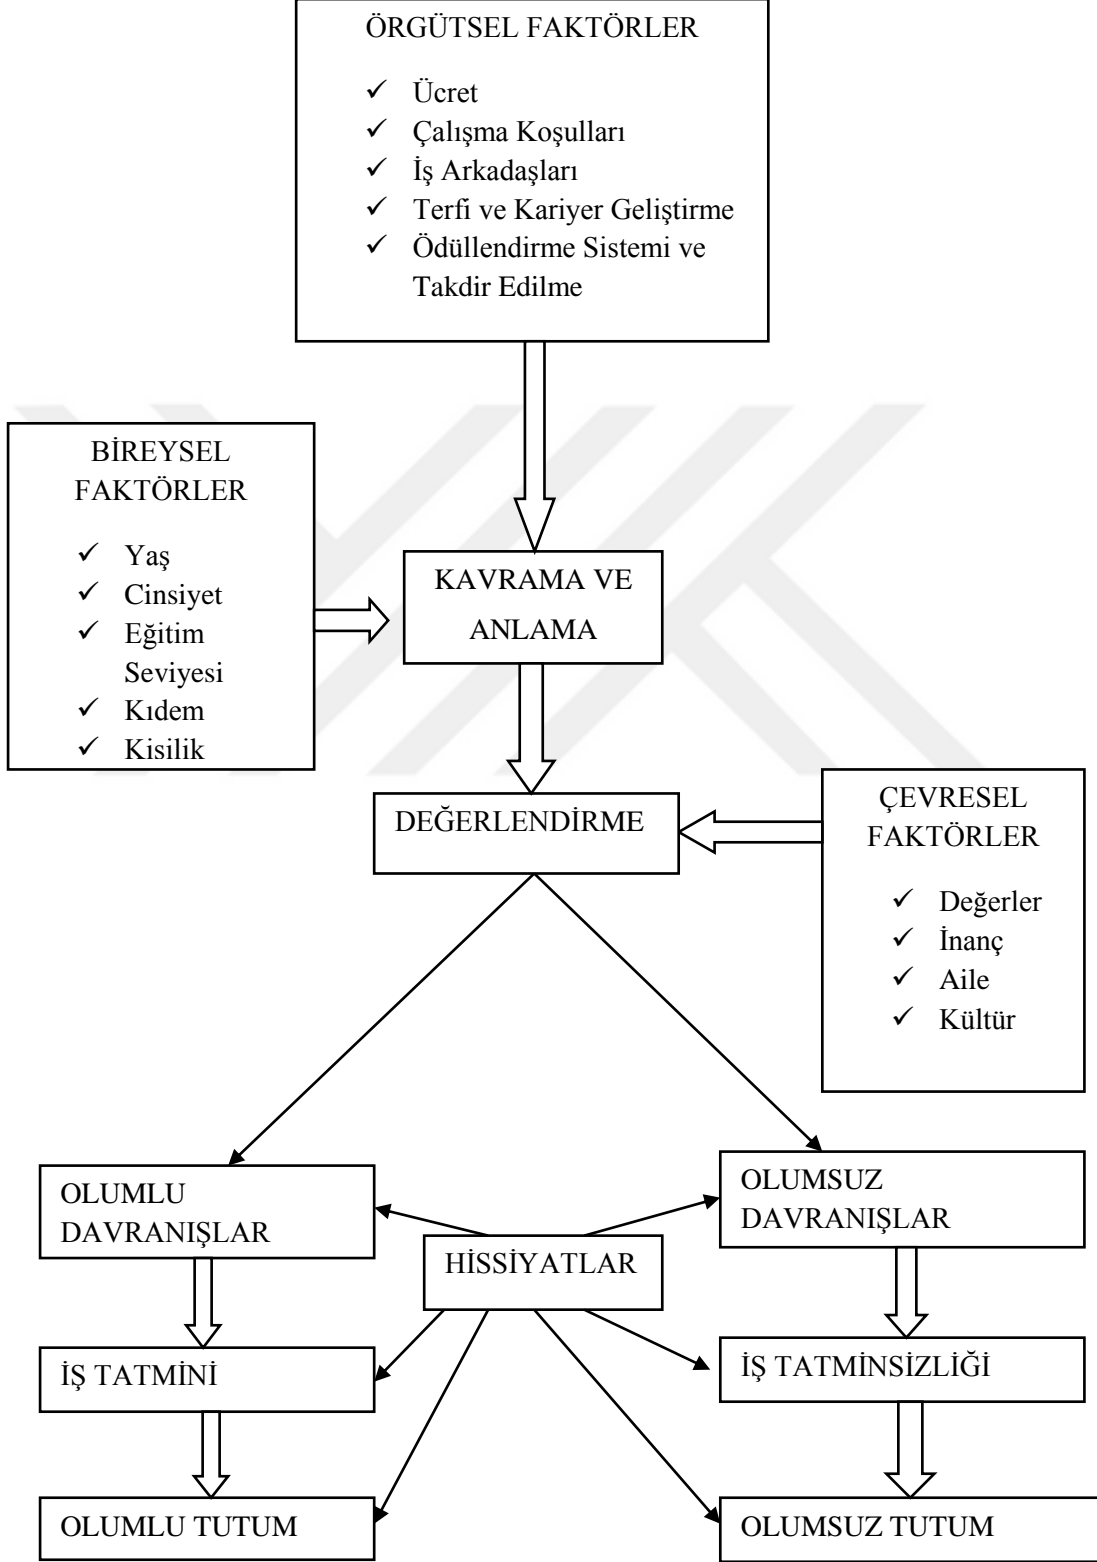 ÖRGÜTSEL FAKTÖRLER
✓ Ücret
✓ Çalışma Koşulları
✓ İş Arkadaşları
✓ Terfi ve Kariyer Geliştirme
✓ Ödüllendirme Sistemi ve
Takdir Edilme
BİREYSEL
FAKTÖRLER
✓ Yaş
✓ Cinsiyet
✓ Eğitim
Seviyesi
✓ Kıdem
✓ Kisilik
KAVRAMA VE
ANLAMA
DEĞERLENDİRME
ÇEVRESEL
FAKTÖRLER
✓ Değerler
✓ İnanç
✓ Aile
✓ Kültür
OLUMLU
DAVRANIŞLAR
OLUMSUZ
DAVRANIŞLAR
HİSSİYATLAR
İŞ TATMİNİ
İŞ TATMİNSİZLİĞİ
OLUMLU TUTUM
OLUMSUZ TUTUM